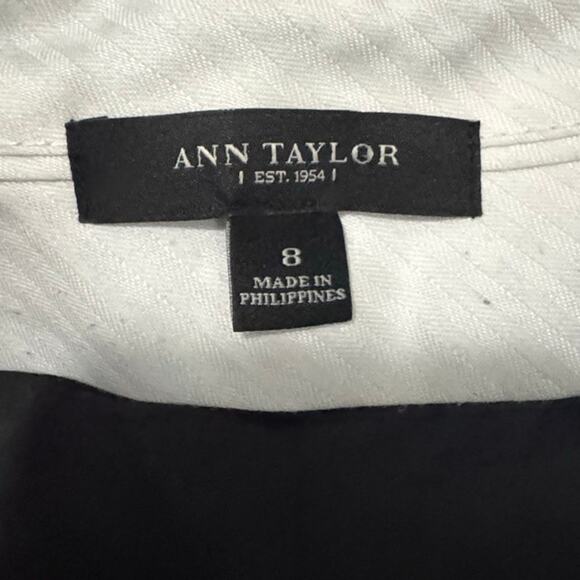 ANN TAYLOR
| EST. 1954 |
8
MADE IN
PHILIPPINES